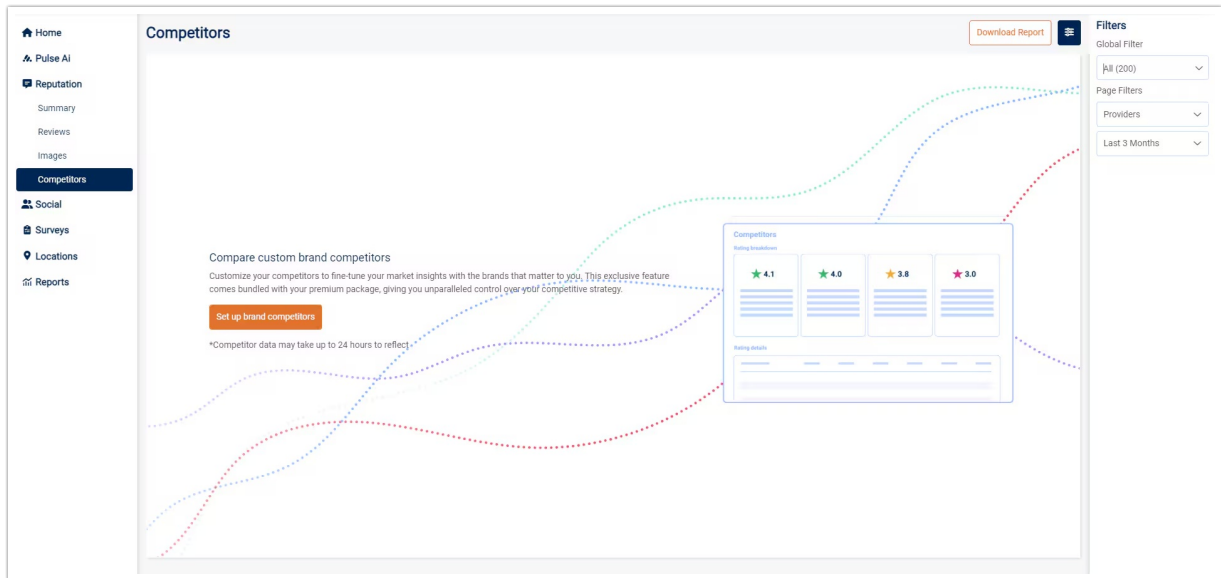 Home
Pulse Ai
Reputation
Summary
Reviews
Images
Competitors
Social
Surveys
Locations
Reports
Competitors
Download Report
Compare custom brand competitors
Customize your competitors to fine-tune your market insights with the brands that matter to you. This exclusive feature
comes bundled with your premium package, giving you unparalleled control over your competitive strategy.
Set up brand competitors
*Competitor data may take up to 24 hours to reflect
Competitors
Rating breakdown
4.1 4.0 3.8 3.0
Rating details
Filters
Global Filter
All (200)
Page Filters
Providers
Last 3 Months